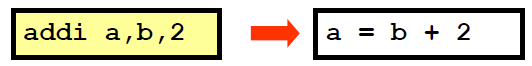 addi a,b,2
a = b + 2